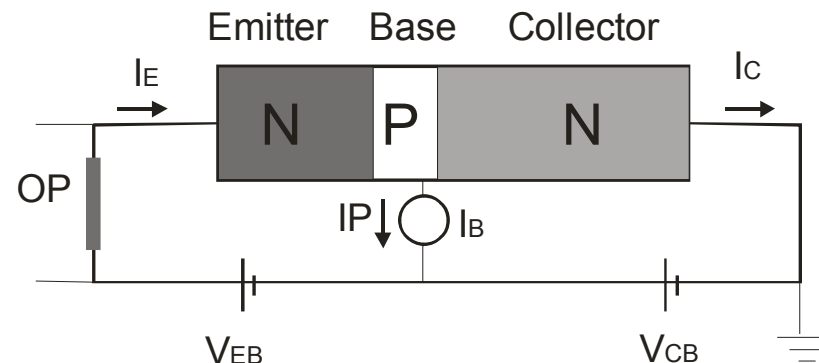 Emitter Base Collector
IE
IC
N P N
OP
IP
IB
VEB
VCB